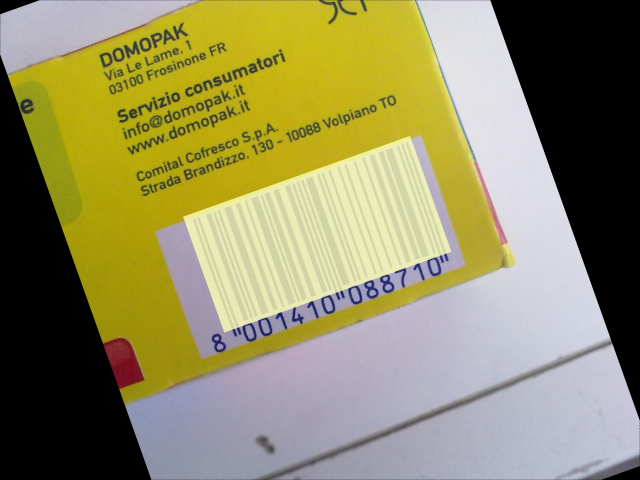 DOMOPAK
Via Le Lame, 1
03100 Frosinone FR
Servizio consumatori
info@domopak.it
www.domopak.it
Comital Cofresco S.p.A.
Strada Brandizzo, 130 - 10088 Volpiano TO
e
8 "001410"088710"